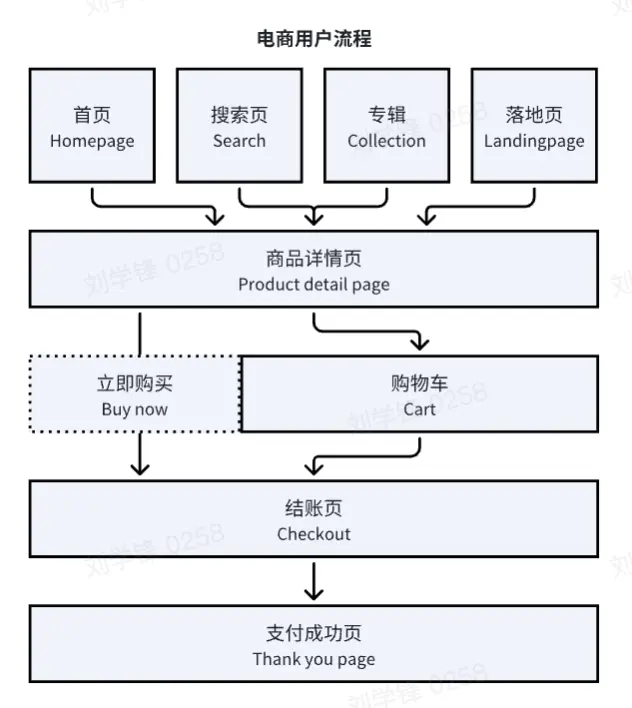 电商用户流程
首页
Homepage
搜索页
Search
专辑
Collection
落地页
Landingpage
商品详情页
Product detail page
立即购买
Buy now
购物车
Cart
结账页
Checkout
支付成功页
Thank you page
刘学锋 0258